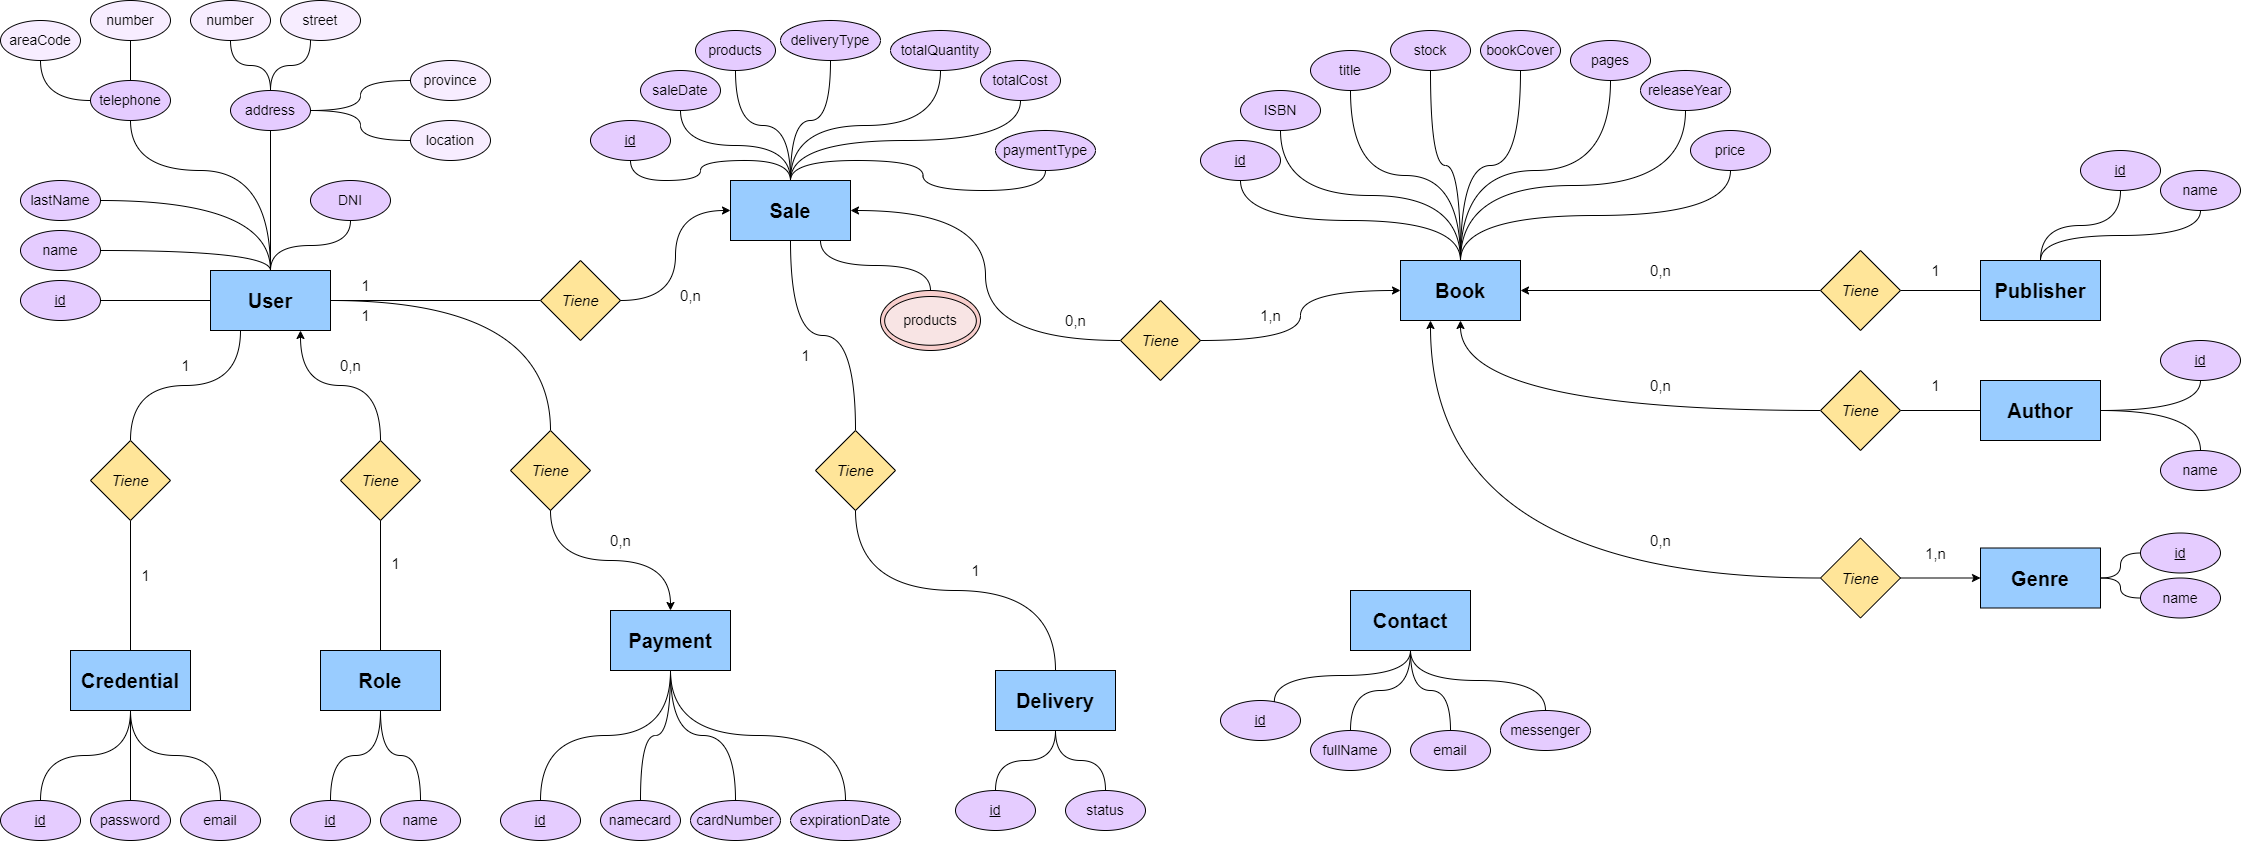 areaCode
number
number
street
telephone
address
province
location
lastName
name
id
DNI
User
saleDate
products
deliveryType
totalQuantity
totalCost
id
paymentType
Sale
products
id
ISBN
title
stock
bookCover
pages
releaseYear
price
Book
id
name
Publisher
id
Author
name
id
Genre
name
1
1
Tiene
0,n
0,n
Tiene
1,n
0,n
Tiene
1
0,n
Tiene
1
0,n
Tiene
1,n
1
Tiene
1
0,n
Tiene
1
Tiene
0,n
1
Tiene
1
Credential
id
password
email
Role
id
name
Payment
id
namecard
cardNumber
expirationDate
Delivery
id
status
Contact
id
fullName
email
messenger